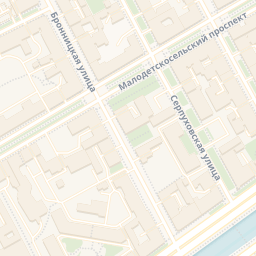 Бронницкая улица
Малодетскосельский проспект
Серпуховская улица